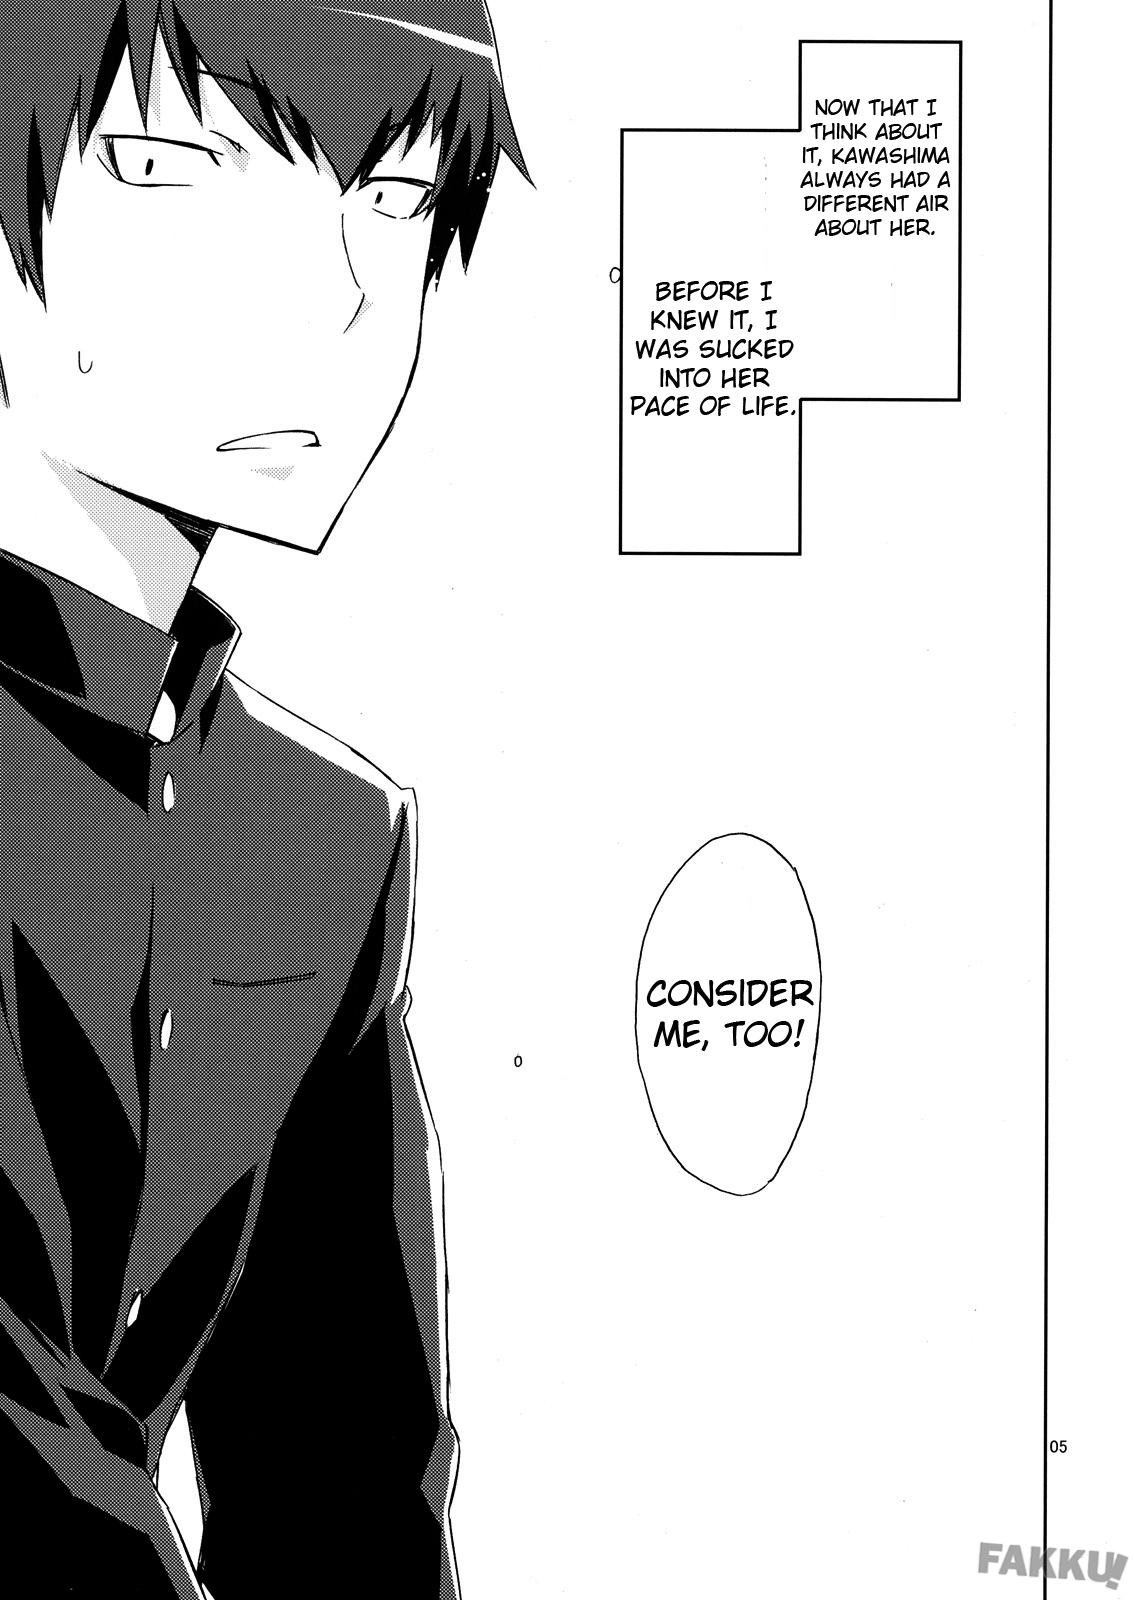 NOW THAT I
THINK ABOUT
IT, KAWASHIMA
ALWAYS HAD A
DIFFERENT AIR
ABOUT HER.
BEFORE I
KNEW IT, I
WAS SUCKED
INTO HER
PACE OF LIFE.
CONSIDER
ME, TOO!
05
FAKKU!